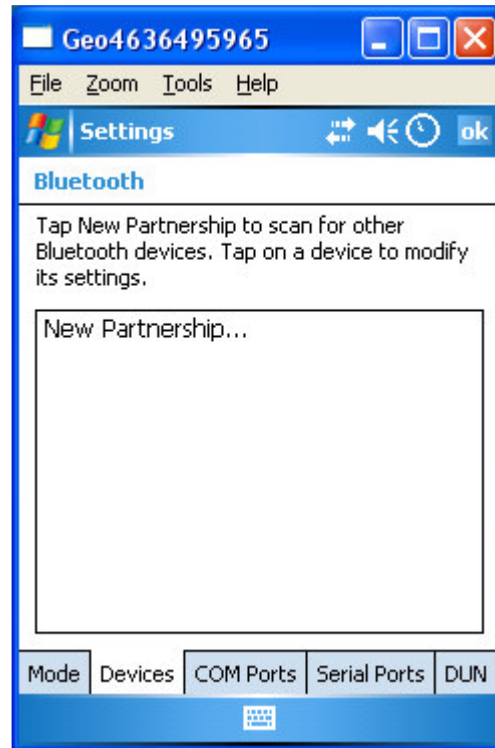 Geo4636495965
File Zoom Tools Help
Settings ok
Bluetooth
Tap New Partnership to scan for other
Bluetooth devices. Tap on a device to modify
its settings.
New Partnership...
Mode Devices COM Ports Serial Ports DUN